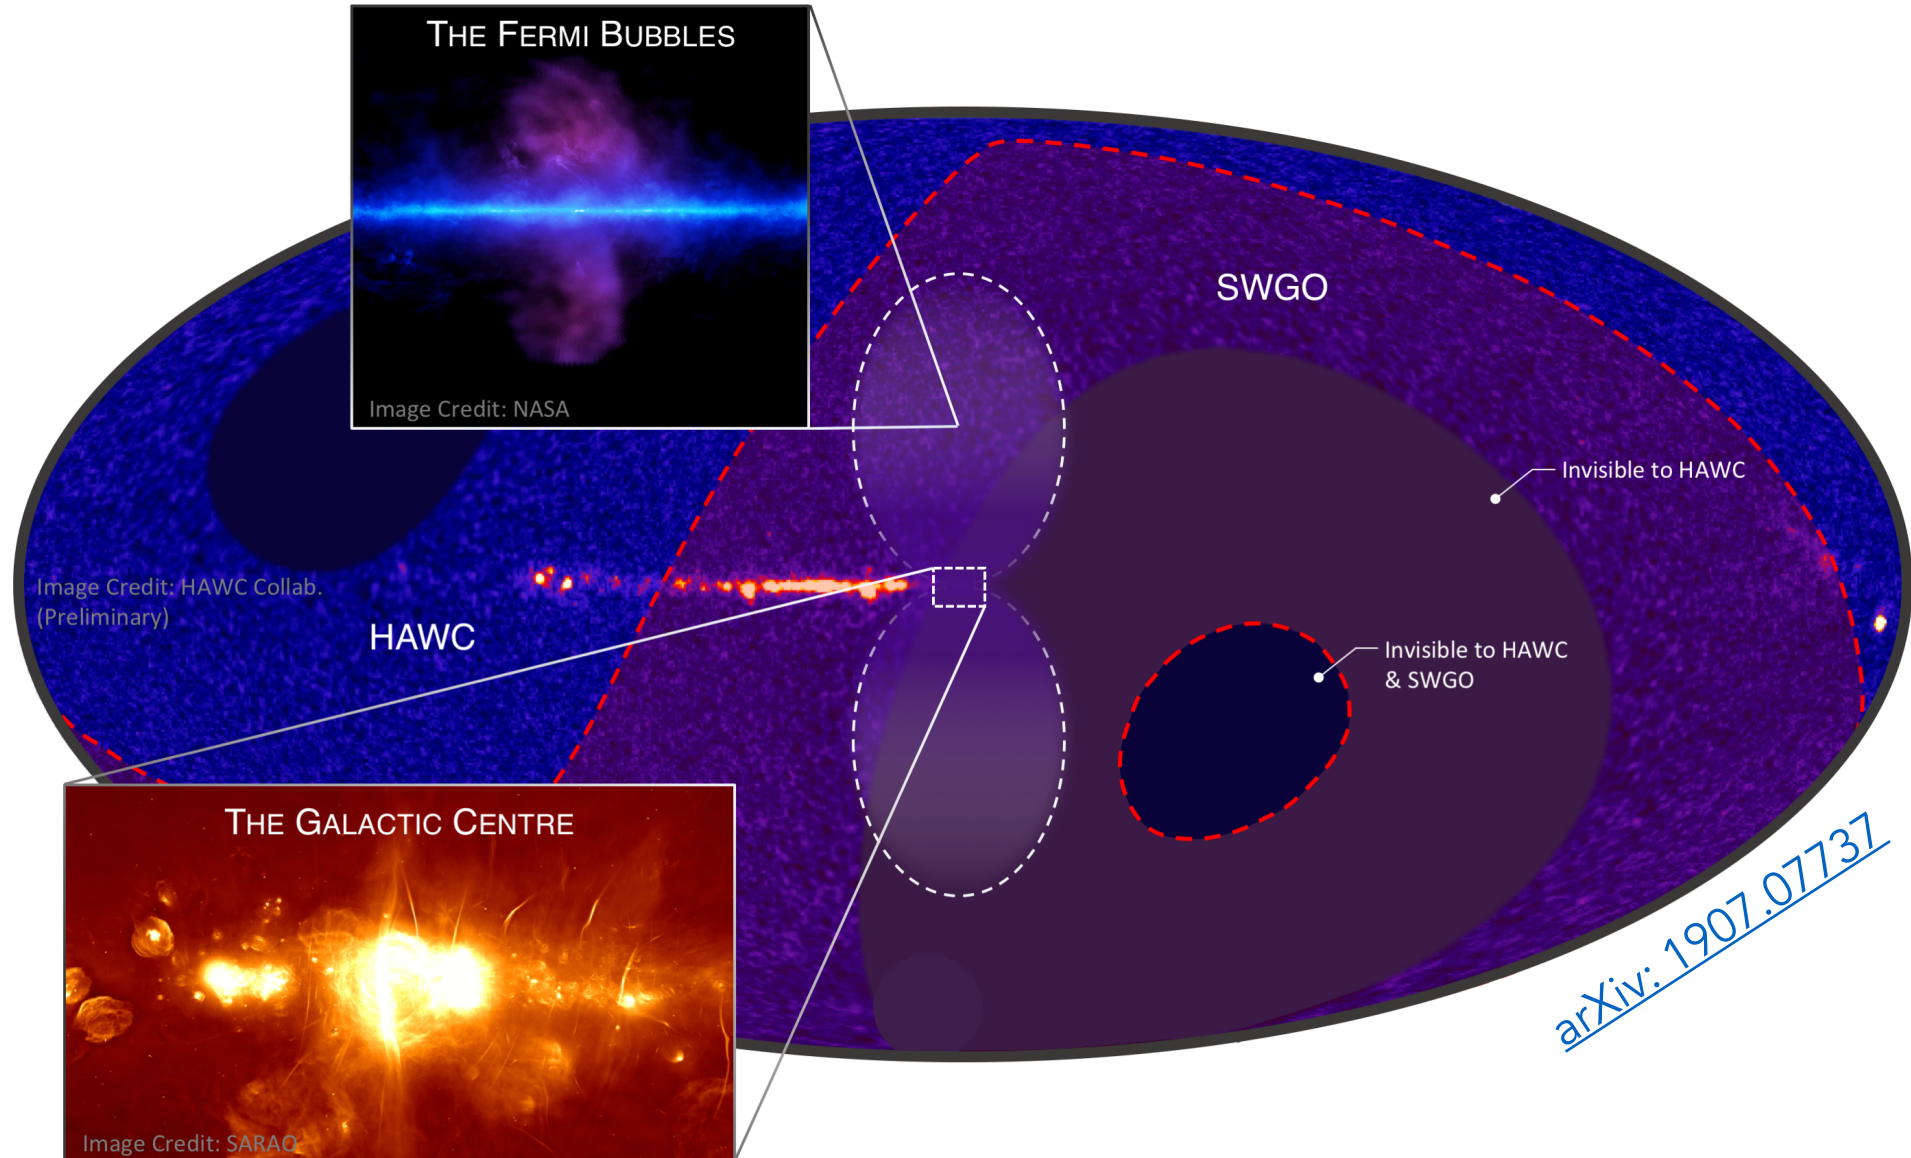 THE FERMI BUBBLES
Image Credit: NASA
SWGO
Invisible to HAWC
Image Credit: HAWC Collab.
(Preliminary)
HAWC
Invisible to HAWC
& SWGO
THE GALACTIC CENTRE
arXiv: 1907.07737
Image Credit: SARAO